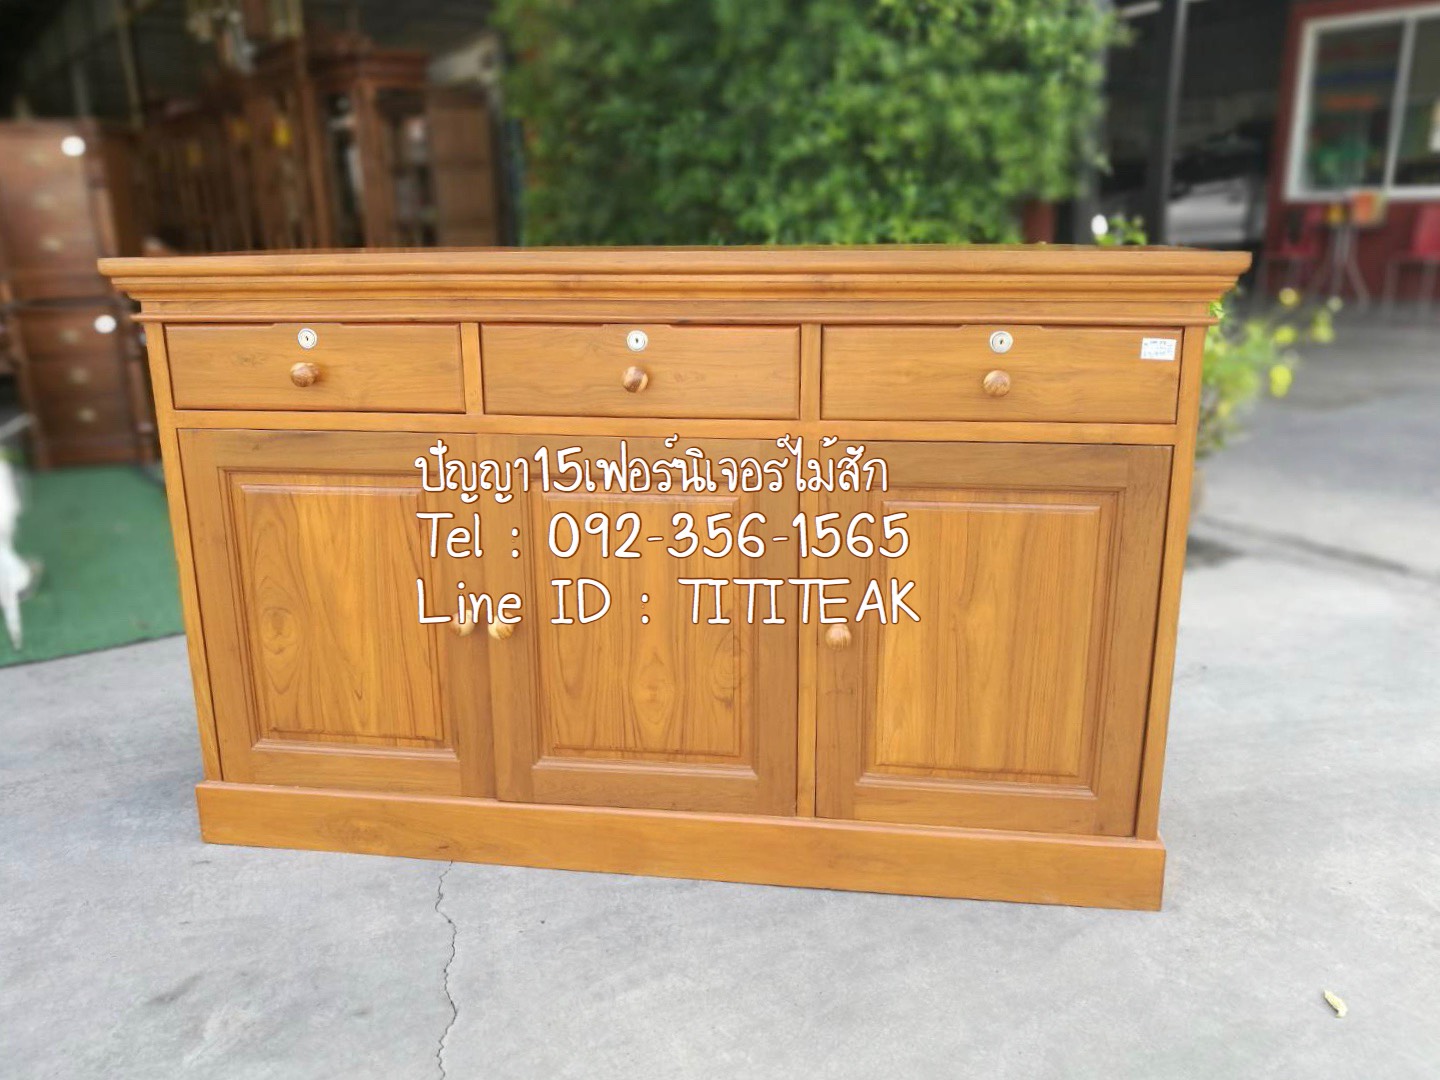 ปัญญา15เฟอร์นิเจอร์ไม้สัก
Tel : 092-356-1565
Line ID : TITITEAK